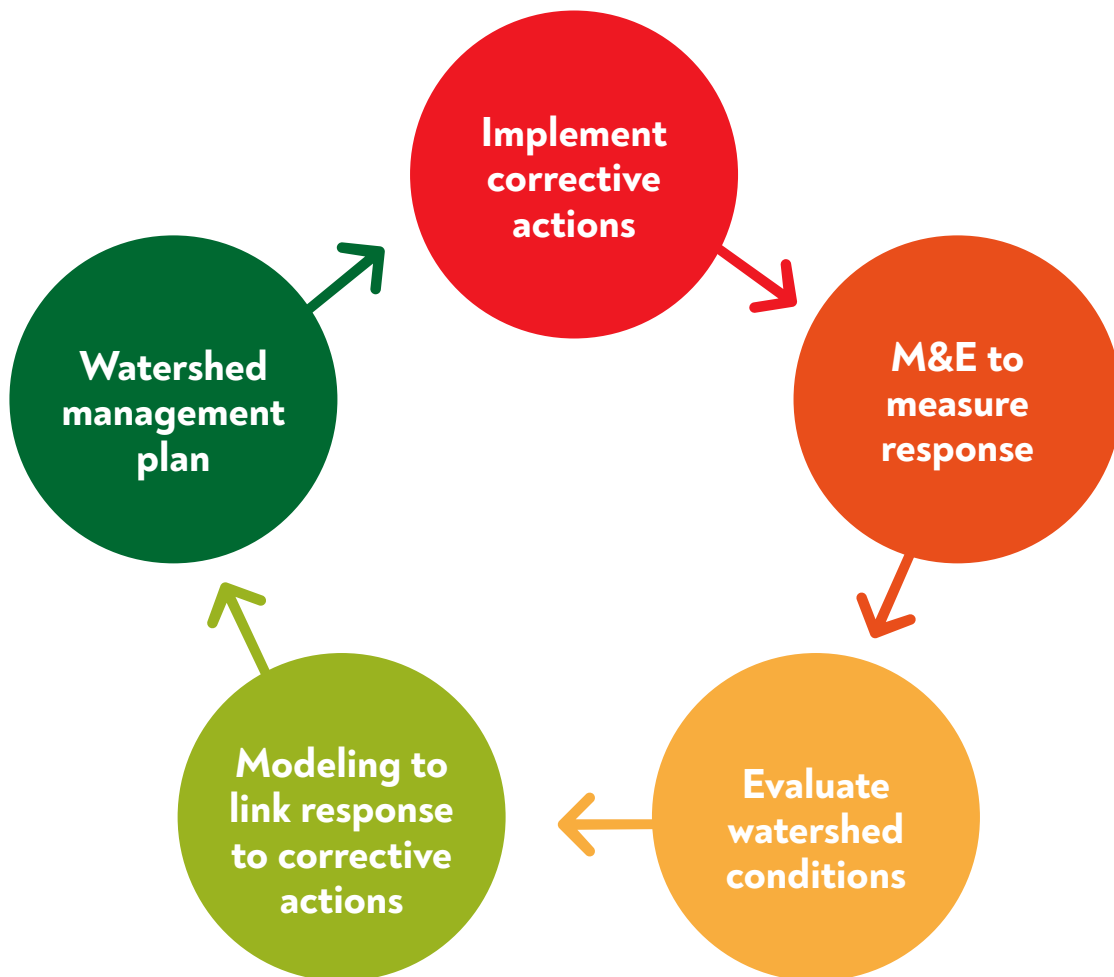 Implement
corrective
actions
M&E to
measure
response
Evaluate
watershed
conditions
Modeling to
link response
to corrective
actions
Watershed
management
plan